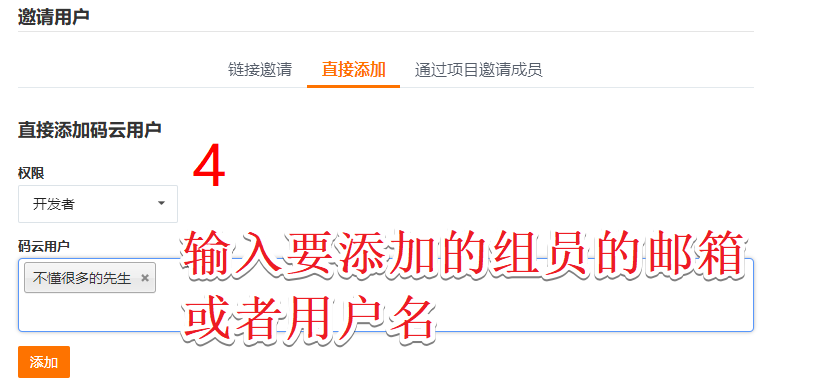 邀请用户
链接邀请 直接添加 通过项目邀请成员
直接添加码云用户
4
权限
开发者
码云用户
不懂很多的先生 ×
输入要添加的组员的邮箱
或者用户名
添加